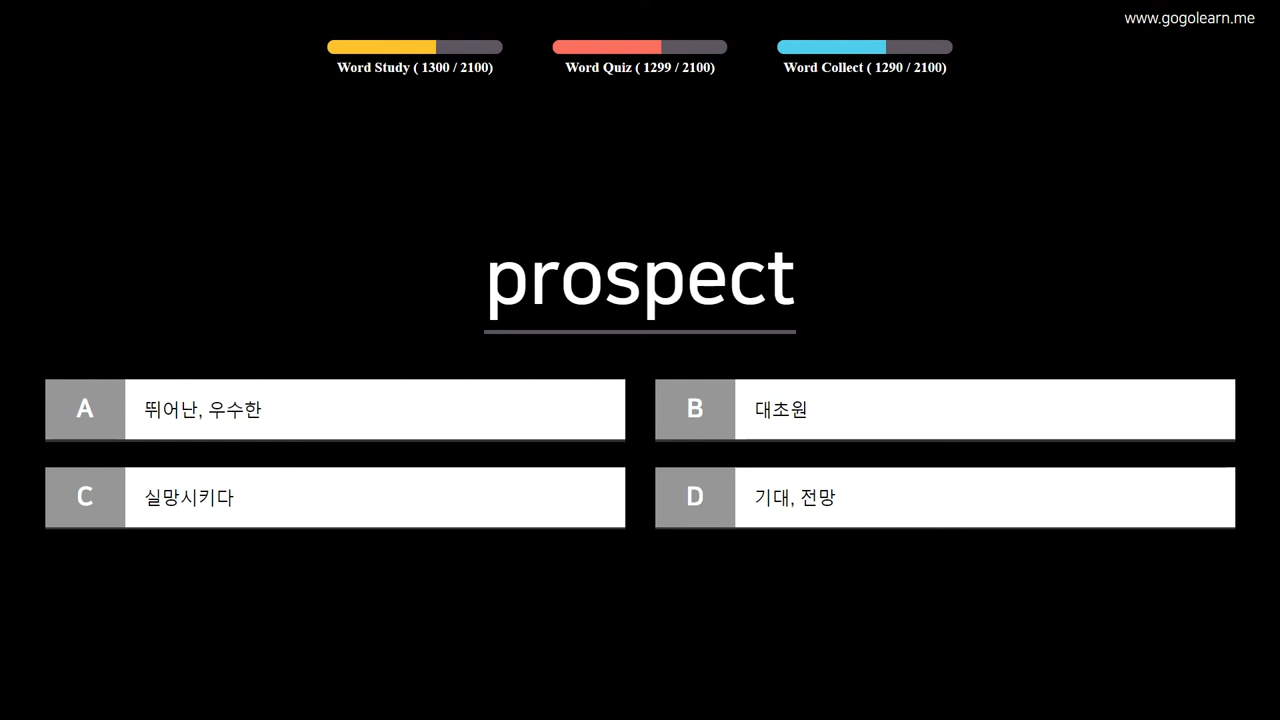 www.gogolearn.me
Word Study ( 1300 / 2100)
Word Quiz ( 1299 / 2100)
Word Collect ( 1290 / 2100)
prospect
A 뛰어난, 우수한
B 대초원
C 실망시키다
D 기대, 전망